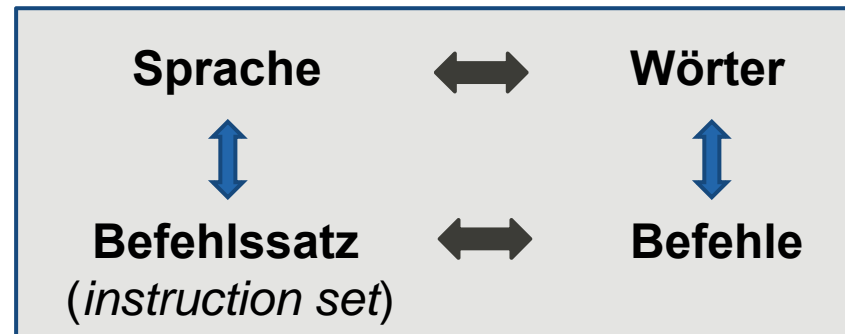 Sprache Wörter
Befehlssatz Befehle
(instruction set)